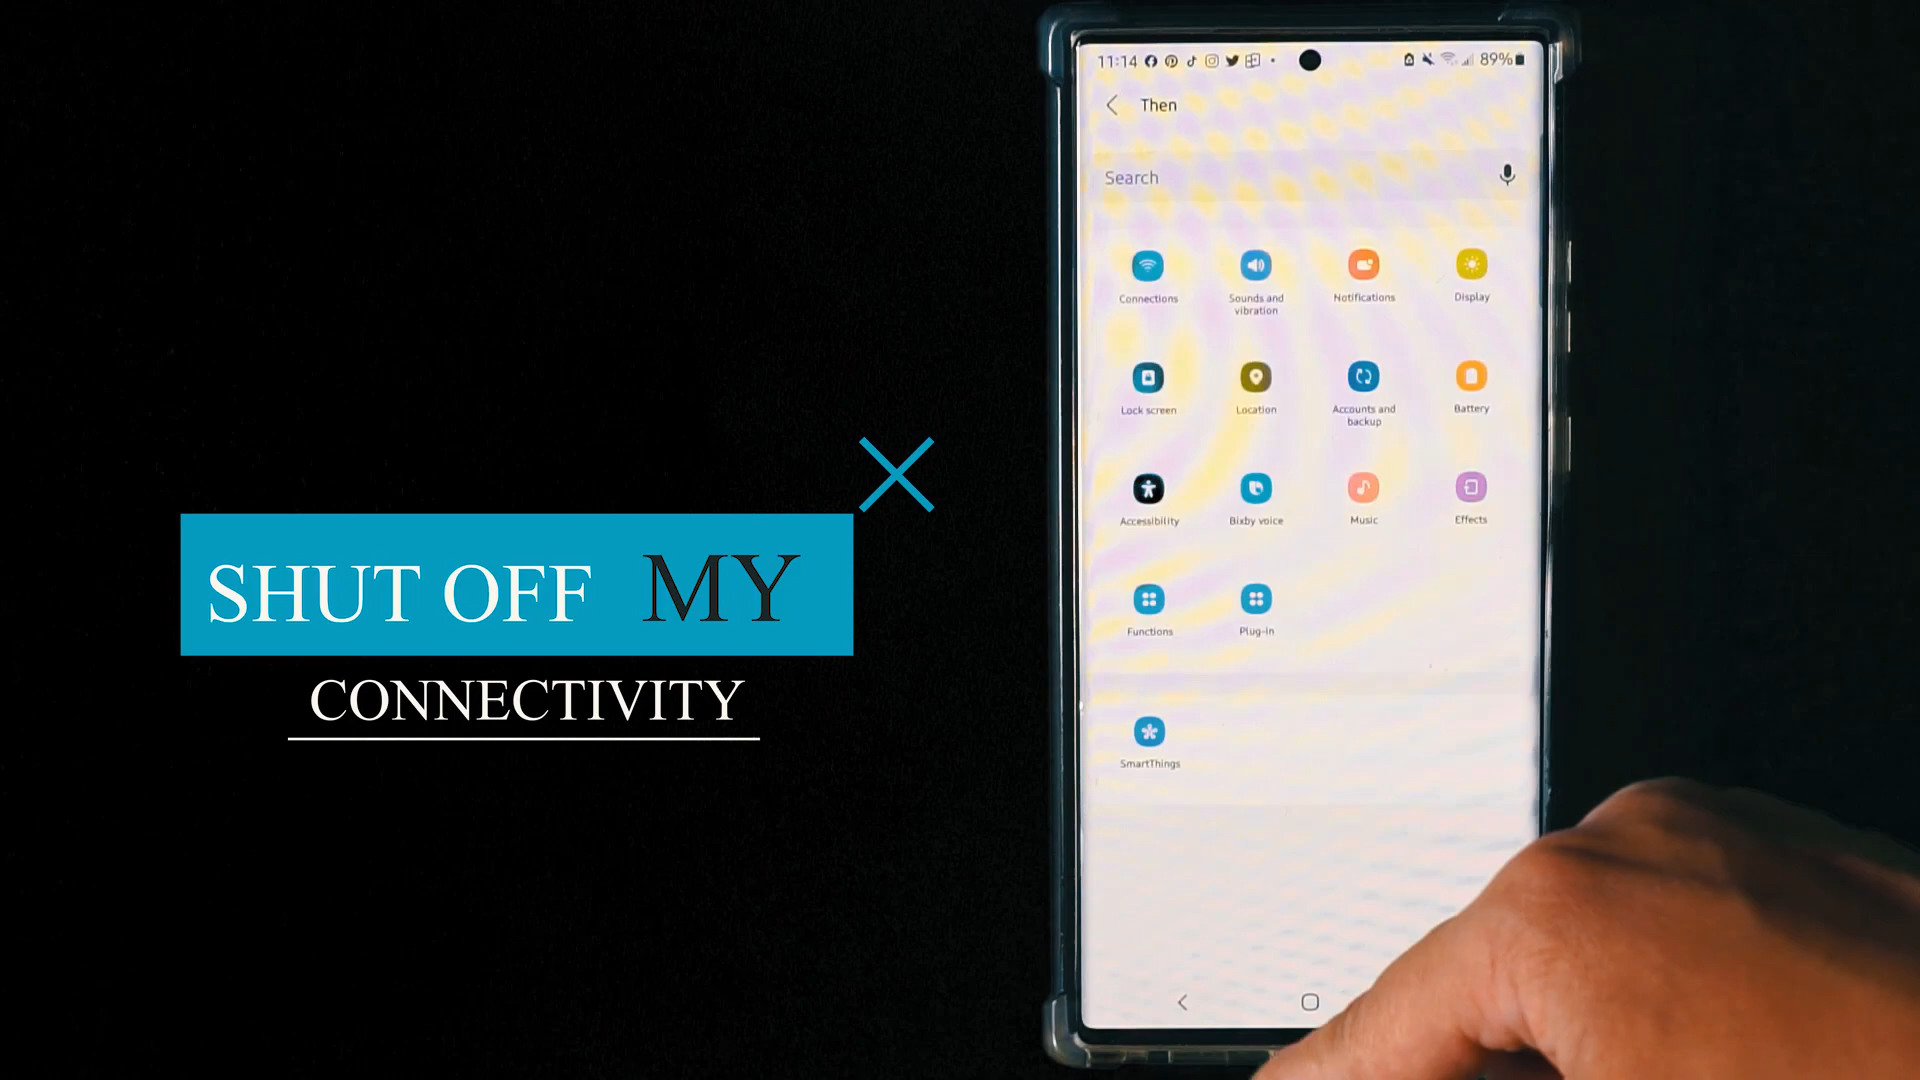 SHUT OFF MY
CONNECTIVITY
11:14
89%
Then
Search
Connections
Sounds and
vibration
Notifications
Display
Lock screen
Location
Accounts and
backup
Battery
Accessibility
Bixby voice
Music
Effects
Functions
Plug-in
SmartThings